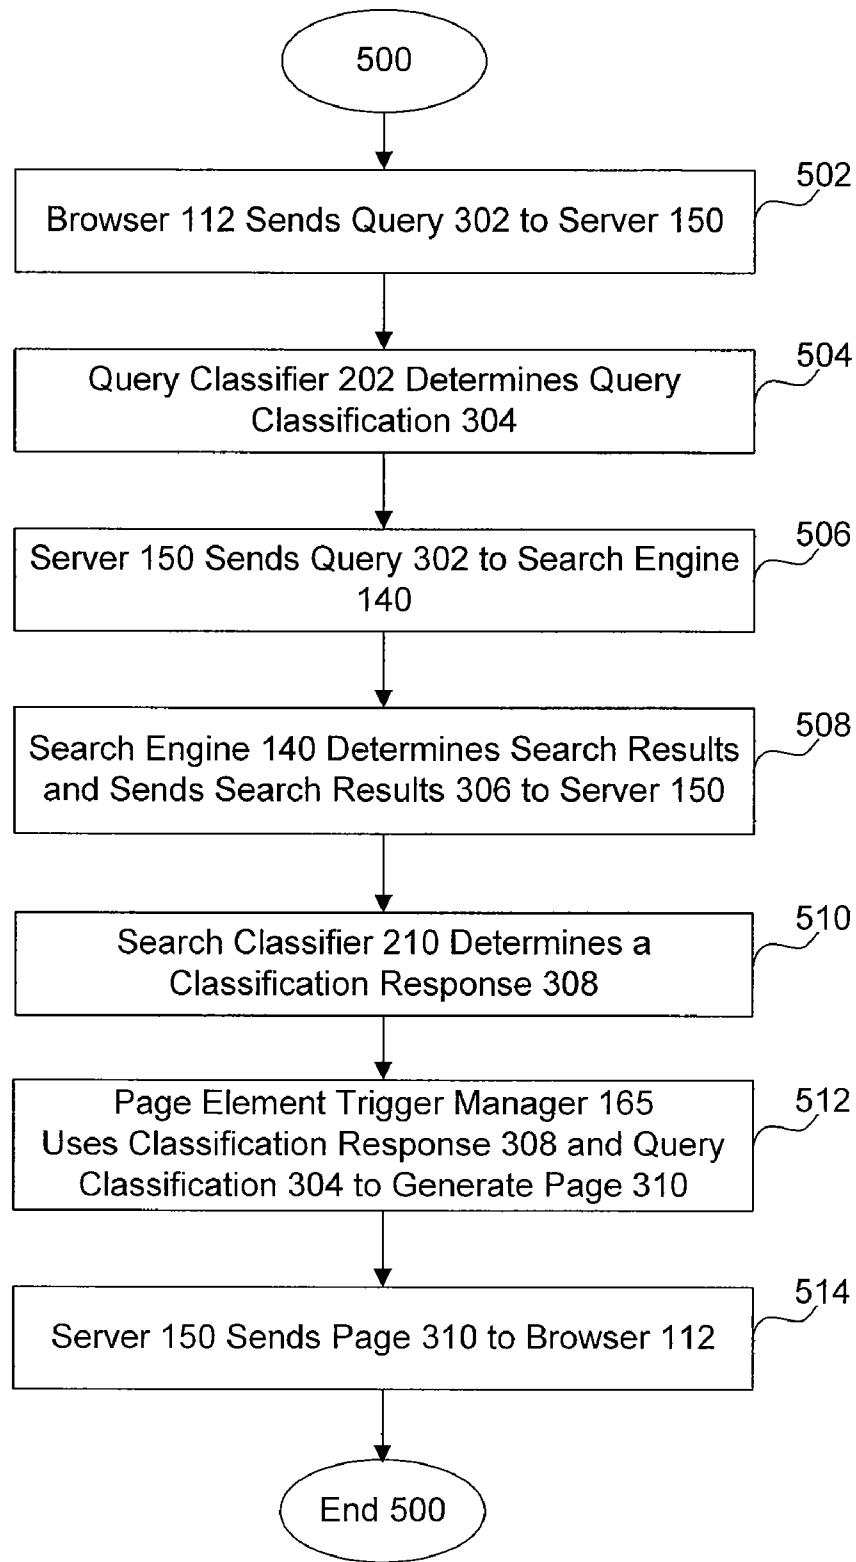 500
502
Browser 112 Sends Query 302 to Server 150
504
Query Classifier 202 Determines Query
Classification 304
506
Server 150 Sends Query 302 to Search Engine
140
508
Search Engine 140 Determines Search Results
and Sends Search Results 306 to Server 150
510
Search Classifier 210 Determines a
Classification Response 308
512
Page Element Trigger Manager 165
Uses Classification Response 308 and Query
Classification 304 to Generate Page 310
514
Server 150 Sends Page 310 to Browser 112
End 500